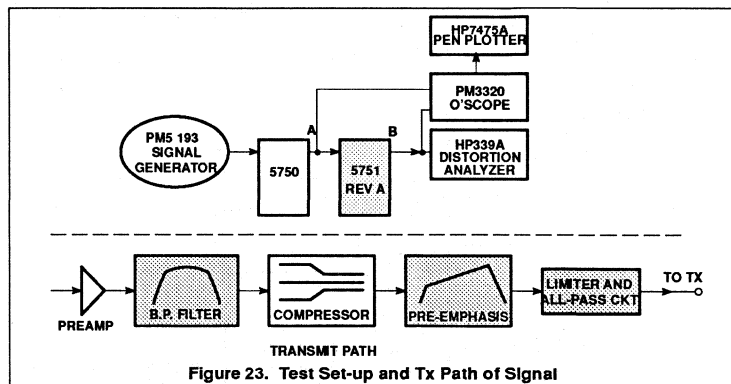 HP7475A
PEN PLOTTER
PM3320
O'SCOPE
A
B
PM5 193
SIGNAL
GENERATOR
5750
5751
REV A
HP339A
DISTORTION
ANALYZER
PREAMP
B.P. FILTER
COMPRESSOR
PRE-EMPHASIS
LIMITER AND
ALL-PASS CKT
TO TX
TRANSMIT PATH
Figure 23. Test Set-up and Tx Path of Signal